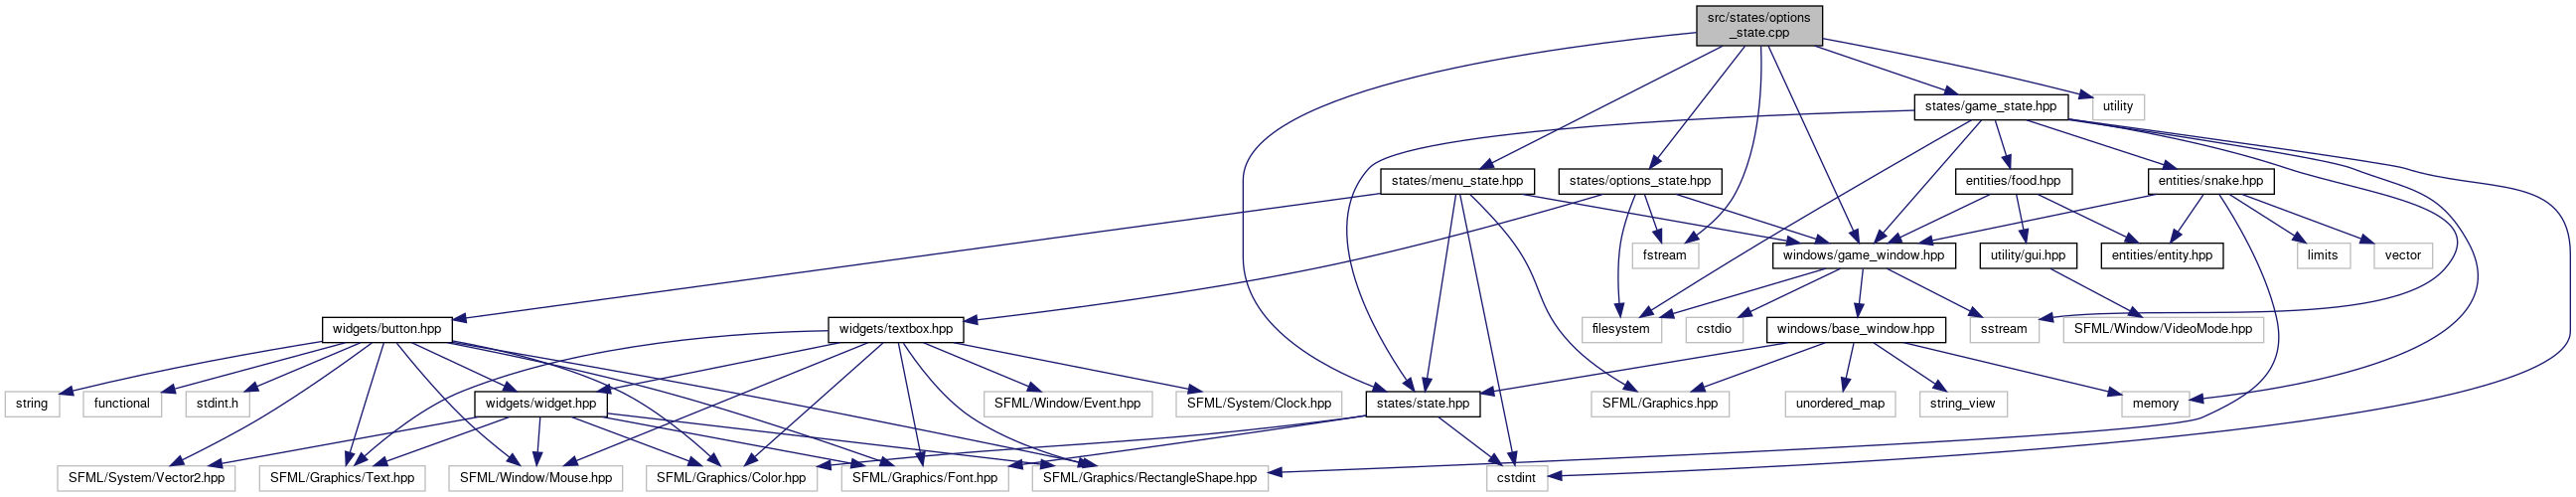 src/states/options
_state.cpp
states/game_state.hpp
utility
states/menu_state.hpp
states/options_state.hpp
entities/food.hpp
entities/snake.hpp
fstream
windows/game_window.hpp
utility/gui.hpp
entities/entity.hpp
limits
vector
widgets/button.hpp
widgets/textbox.hpp
filesystem
cstdio
windows/base_window.hpp
sstream
SFML/Window/VideoMode.hpp
string
functional
stdint.h
widgets/widget.hpp
SFML/Window/Event.hpp
SFML/System/Clock.hpp
states/state.hpp
SFML/Graphics.hpp
unordered_map
string_view
memory
SFML/System/Vector2.hpp
SFML/Graphics/Text.hpp
SFML/Window/Mouse.hpp
SFML/Graphics/Color.hpp
SFML/Graphics/Font.hpp
SFML/Graphics/RectangleShape.hpp
cstdint